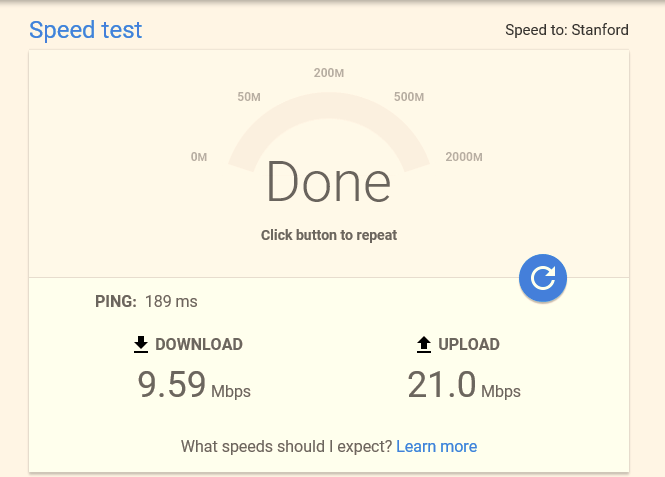 Speed test
Speed to: Stanford
200M
50M
500M
0M
2000M
Done
Click button to repeat
PING: 189 ms
DOWNLOAD UPLOAD
9.59 Mbps 21.0 Mbps
What speeds should I expect? Learn more